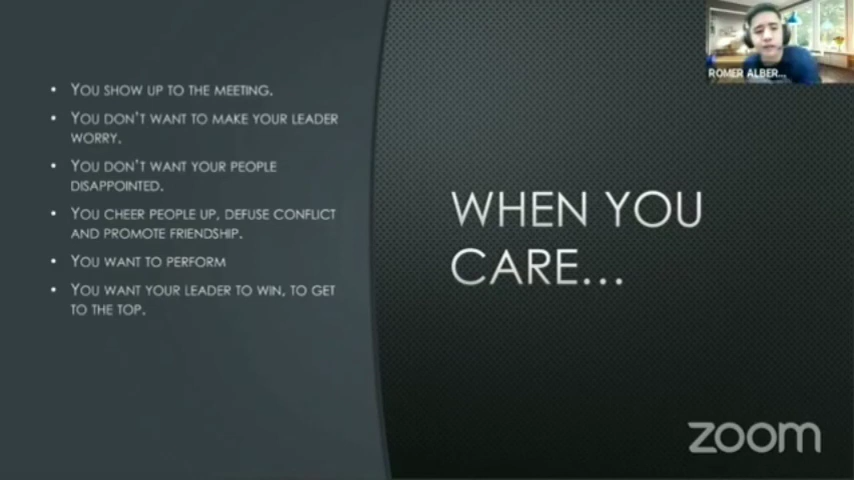 • YOU SHOW UP TO THE MEETING.
• YOU DON'T WANT TO MAKE YOUR LEADER
WORRY.
• YOU DON'T WANT YOUR PEOPLE
DISAPPOINTED.
• YOU CHEER PEOPLE UP, DEFUSE CONFLICT
AND PROMOTE FRIENDSHIP.
• YOU WANT TO PERFORM
• YOU WANT YOUR LEADER TO WIN, TO GET
TO THE TOP.
WHEN YOU
CARE...
ROMER ALBER...
zoom